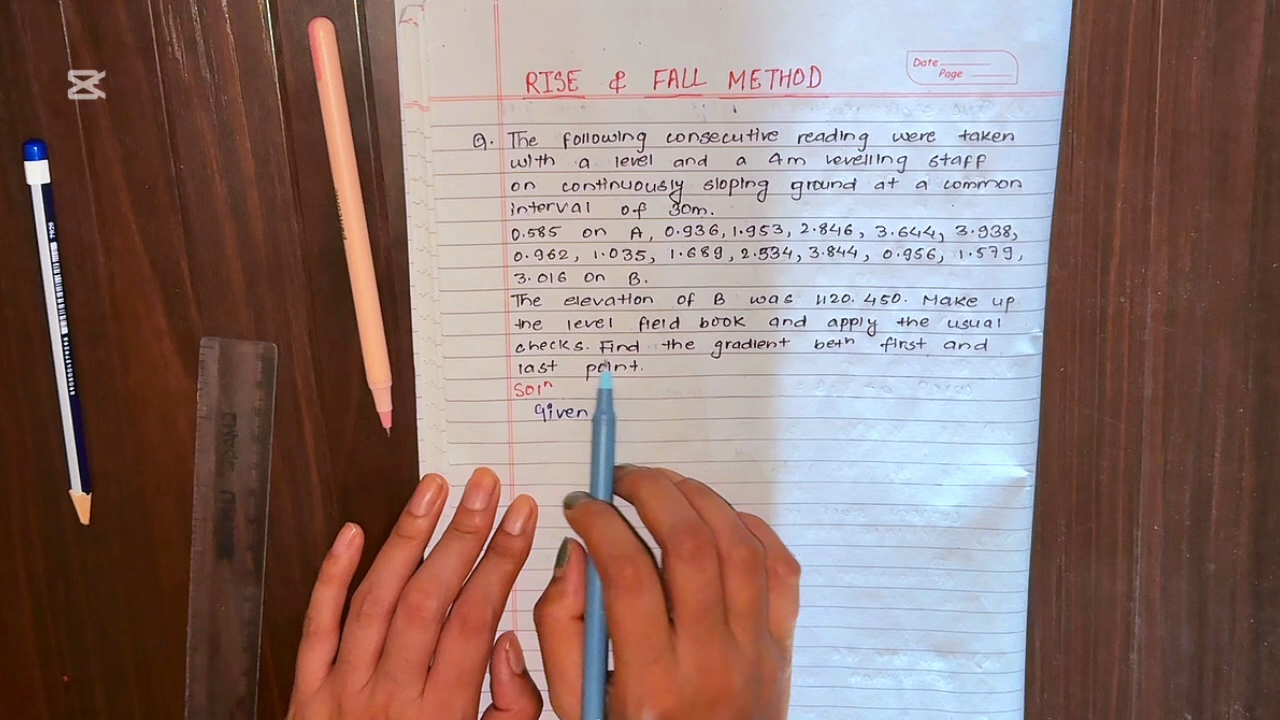 RISE & FALL METHOD
Date
Page
Q. The following consecutive reading were taken
with a level and a 4m levelling staff
on continuously sloping ground at a common
interval of 30m.
0.585 on A, 0.936, 1.953, 2.846, 3.644, 3.938,
0.962, 1.035, 1.689, 2.534, 3.844, 0.956, 1.579,
3.016 on B.
The elevation of B was 1120.450. Make up
the level field book and apply the usual
checks. Find the gradient betⁿ first and
last point.
Solⁿ
Given